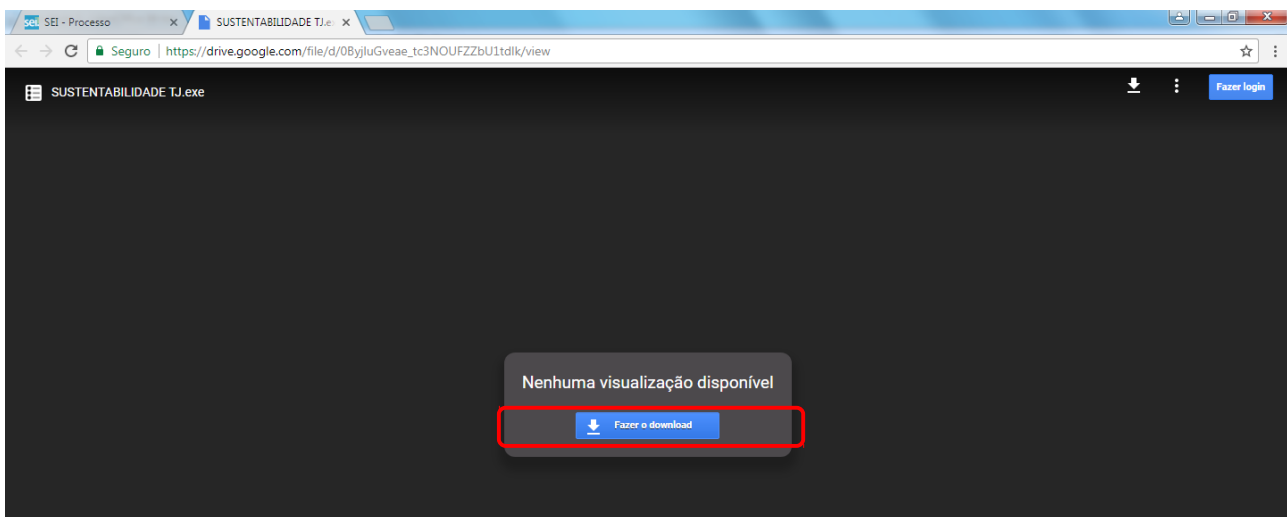 sei. SEI - Processo
SUSTENTABILIDADE TJ.e
Seguro | https://drive.google.com/file/d/0ByjluGveae_tc3NOUFZZbU1tdlk/view
SUSTENTABILIDADE TJ.exe
Fazer login
Nenhuma visualização disponível
Fazer o download